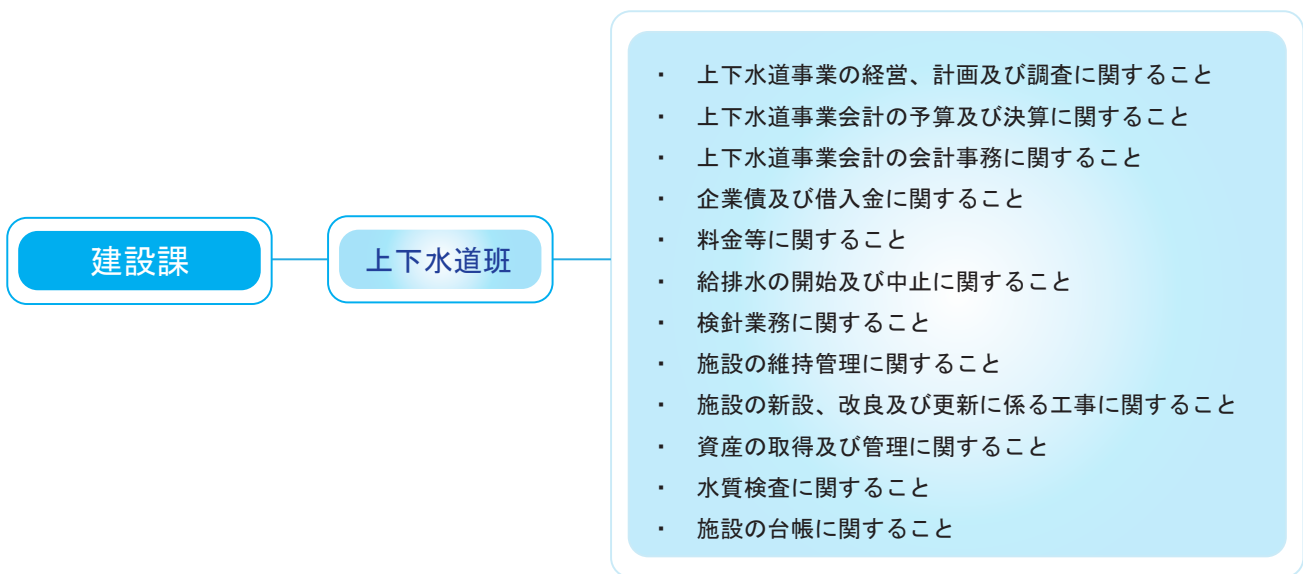 建設課
上下水道班
・ 上下水道事業の経営、計画及び調査に関すること
・ 上下水道事業会計の予算及び決算に関すること
・ 上下水道事業会計の会計事務に関すること
・ 企業債及び借入金に関すること
・ 料金等に関すること
・ 給排水の開始及び中止に関すること
・ 検針業務に関すること
・ 施設の維持管理に関すること
・ 施設の新設、改良及び更新に係る工事に関すること
・ 資産の取得及び管理に関すること
・ 水質検査に関すること
・ 施設の台帳に関すること